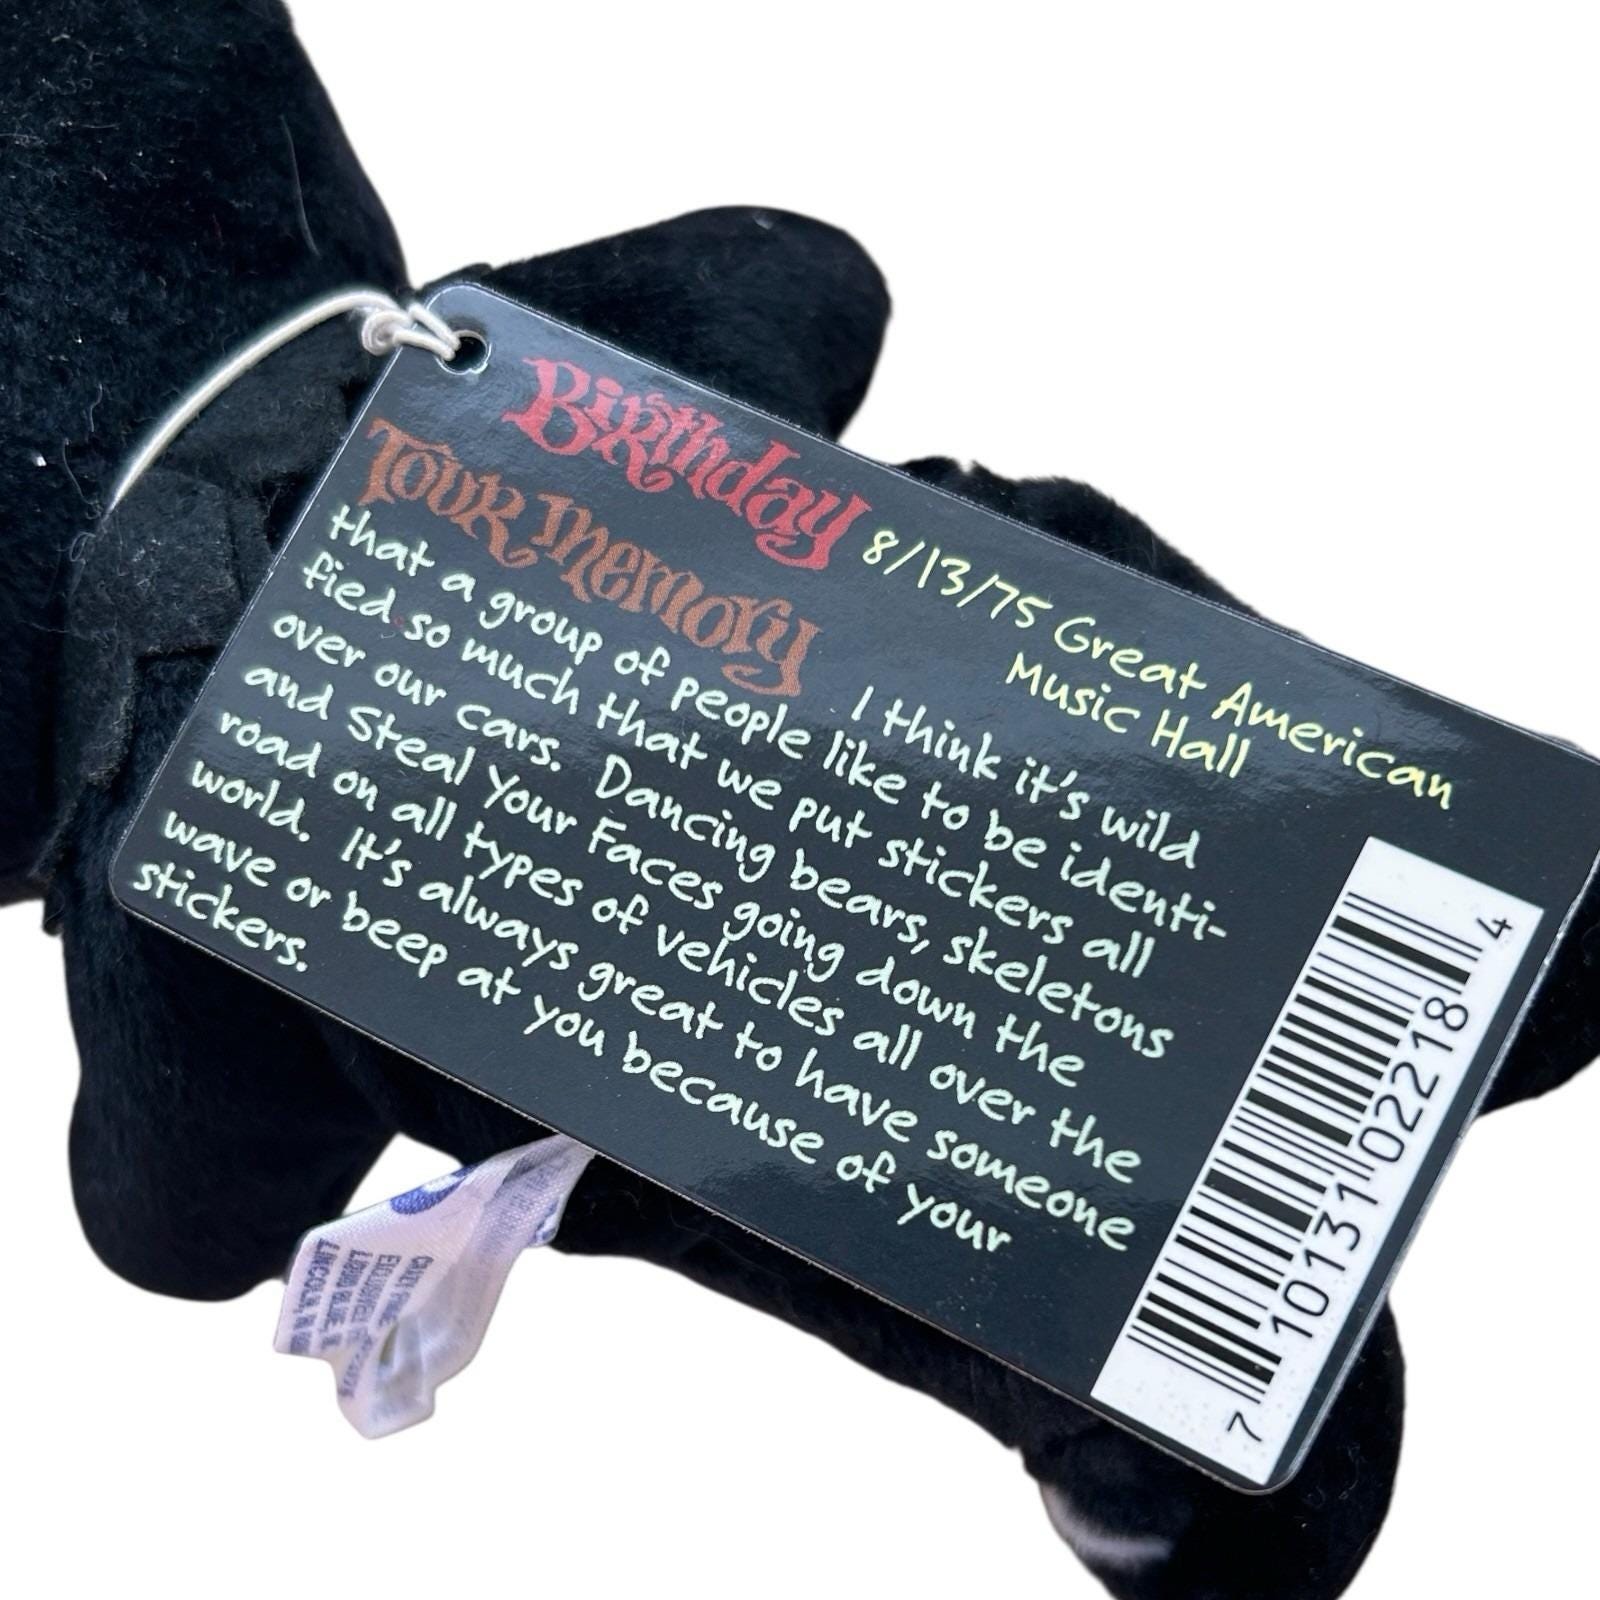 Birthday 8/13/75 Great American
Music Hall
Tour Memory I think it's wild
that a group of people like to be identi-
fied so much that we put stickers all
over our cars. Dancing bears, skeletons
and Steal Your Faces going down the
road on all types of vehicles all over the
world. It's always great to have someone
wave or beep at you because of your
stickers.
7 10131 02218 4
LINCOLN,